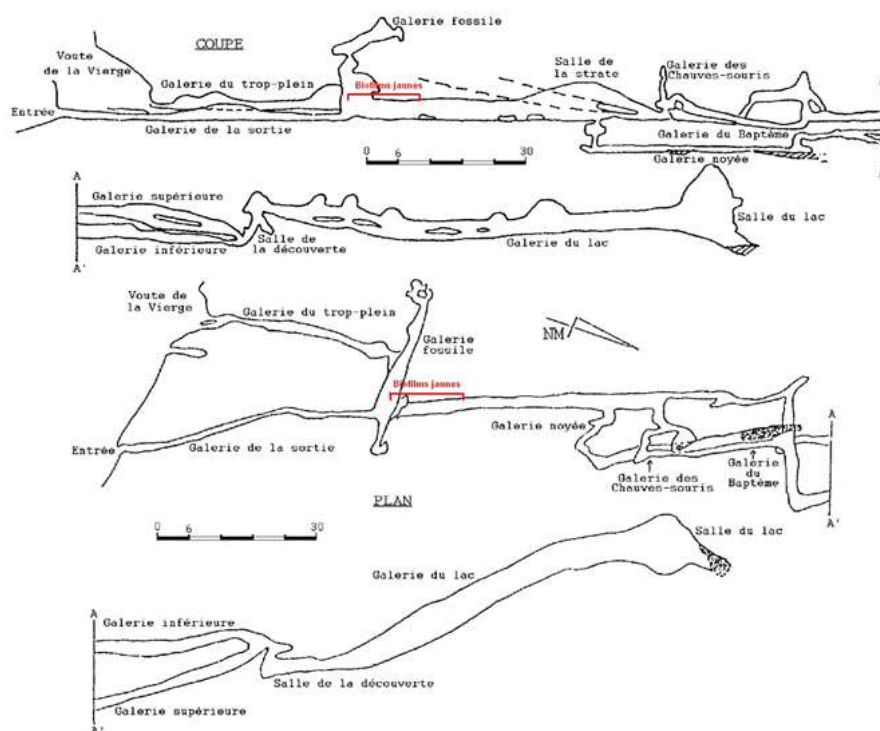 Galerie fossile
COUPE
Voute
de la Vierge
Galerie du trop-plein
Biofilms jaunes
Salle de
la strate
Galerie des
Chauves-souris
Entrée
Galerie de la sortie
Galerie du Baptême
Galerie noyée
0 6 30
A
Galerie supérieure
Galerie inférieure
Salle de
la découverte
Galerie du lac
Salle du lac
A'
Voute de
la Vierge
Galerie du trop-plein
Galerie
fossile
NM
Biofilms jaunes
Galerie noyée
Entrée
Galerie de la sortie
Galerie des
Chauves-souris
Galerie
du
Baptême
A
A'
PLAN
0 6 30
Salle du lac
Galerie du lac
A
Galerie inférieure
Salle de la découverte
Galerie supérieure
A'